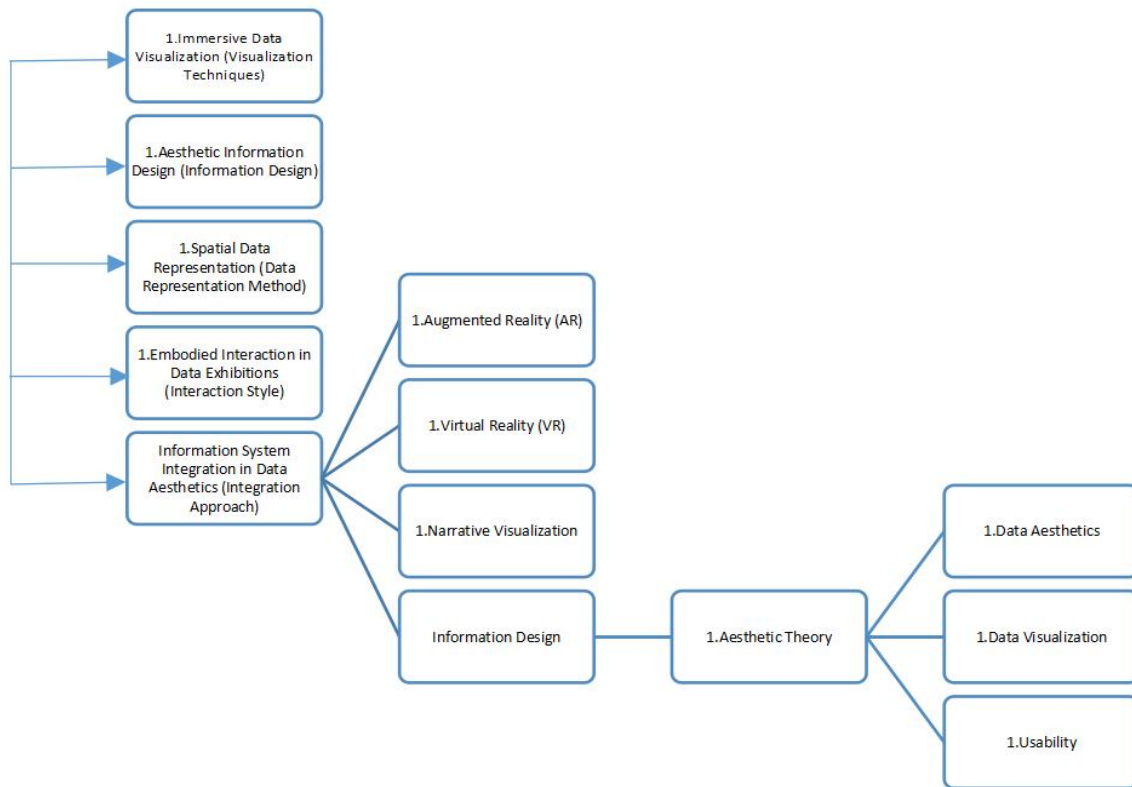 1.Immersive Data
Visualization (Visualization
Techniques)
1.Aesthetic Information
Design (Information Design)
1.Spatial Data
Representation (Data
Representation Method)
1.Embodied Interaction in
Data Exhibitions
(Interaction Style)
Information System
Integration in Data
Aesthetics (Integration
Approach)
1.Augmented Reality (AR)
1.Virtual Reality (VR)
1.Narrative Visualization
Information Design
1.Aesthetic Theory
1.Data Aesthetics
1.Data Visualization
1.Usability